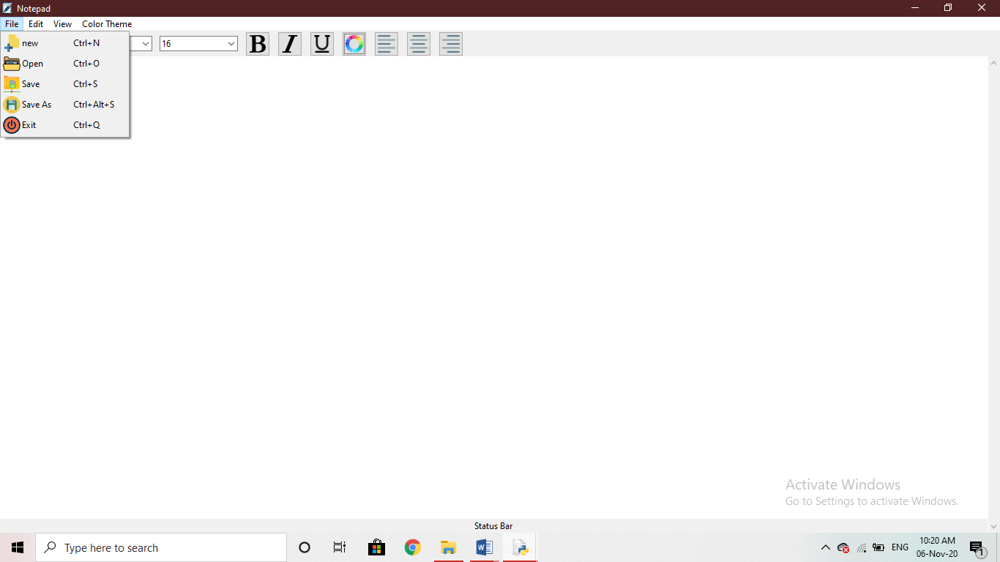 Notepad
File Edit View Color Theme
new Ctrl+N
Open Ctrl+O
Save Ctrl+S
Save As Ctrl+Alt+S
Exit Ctrl+Q
16
B I U
Activate Windows
Go to Settings to activate Windows.
Status Bar
Type here to search
ENG
10:20 AM
06-Nov-20
1